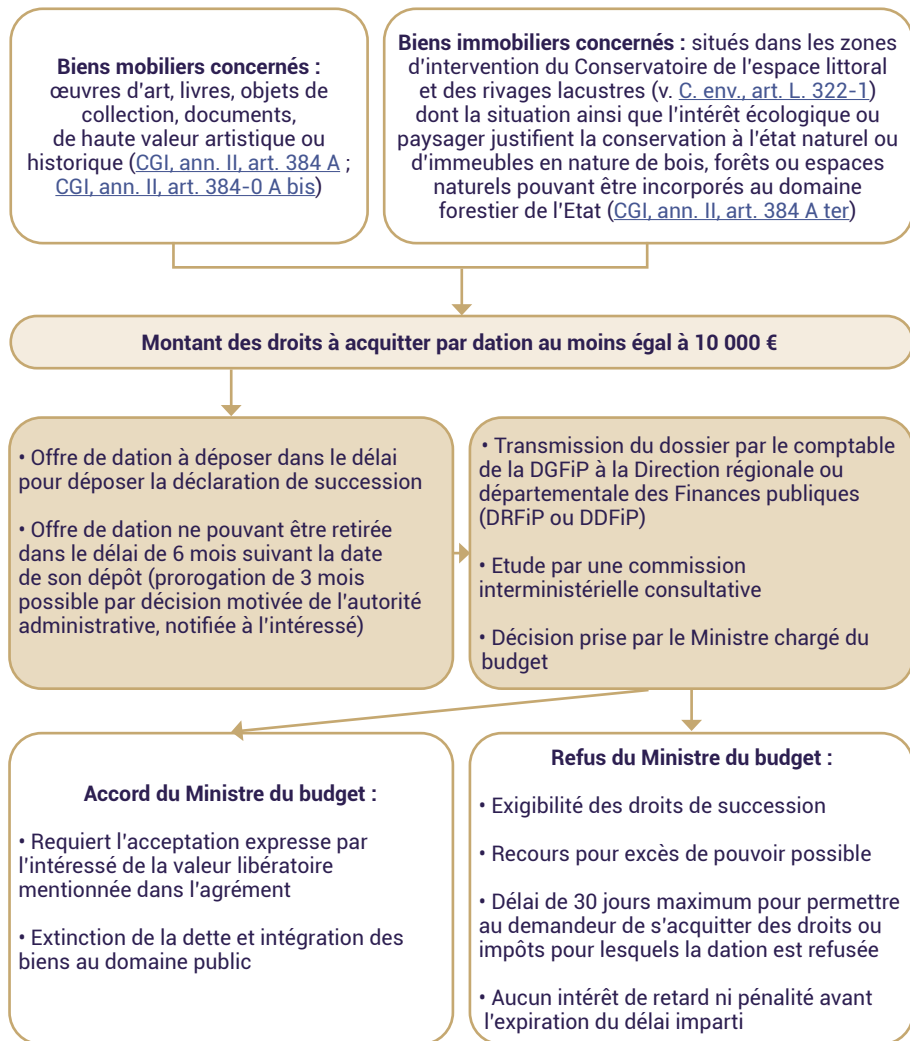 Biens mobiliers concernés :
œuvres d'art, livres, objets de
collection, documents,
de haute valeur artistique ou
historique (CGI, ann. II, art. 384 A ;
CGI, ann. II, art. 384-0 A bis)
Biens immobiliers concernés : situés dans les zones
d'intervention du Conservatoire de l'espace littoral
et des rivages lacustres (v. C. env., art. L. 322-1)
dont la situation ainsi que l'intérêt écologique ou
paysager justifient la conservation à l'état naturel ou
d'immeubles en nature de bois, forêts ou espaces
naturels pouvant être incorporés au domaine
forestier de l'Etat (CGI, ann. II, art. 384 A ter)
Montant des droits à acquitter par dation au moins égal à 10 000 €
• Offre de dation à déposer dans le délai
pour déposer la déclaration de succession
• Offre de dation ne pouvant être retirée
dans le délai de 6 mois suivant la date
de son dépôt (prorogation de 3 mois
possible par décision motivée de l'autorité
administrative, notifiée à l'intéressé)
• Transmission du dossier par le comptable
de la DGFiP à la Direction régionale ou
départementale des Finances publiques
(DRFiP ou DDFiP)
• Etude par une commission
interministérielle consultative
• Décision prise par le Ministre chargé du
budget
Accord du Ministre du budget :
• Requiert l'acceptation expresse par
l'intéressé de la valeur libératoire
mentionnée dans l'agrément
• Extinction de la dette et intégration des
biens au domaine public
Refus du Ministre du budget :
• Exigibilité des droits de succession
• Recours pour excès de pouvoir possible
• Délai de 30 jours maximum pour permettre
au demandeur de s'acquitter des droits ou
impôts pour lesquels la dation est refusée
• Aucun intérêt de retard ni pénalité avant
l'expiration du délai imparti